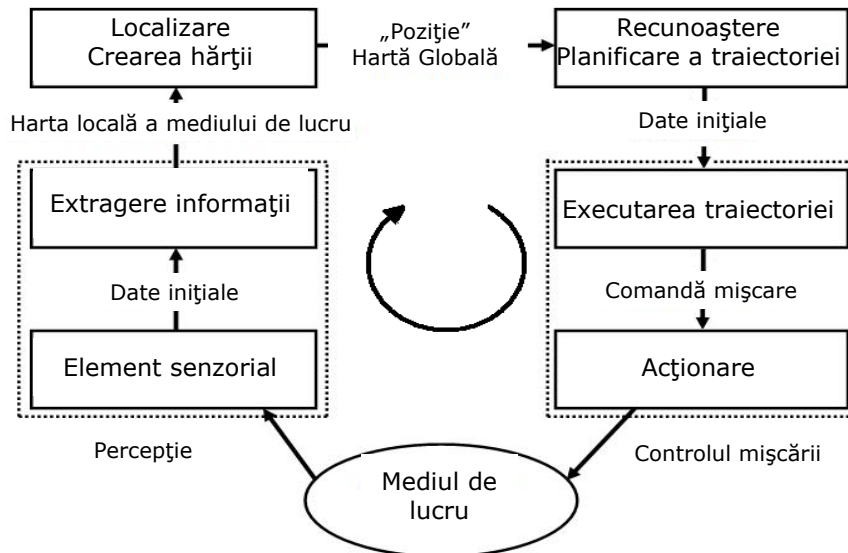 Localizare
Crearea hărţii
„Poziţie”
Hartă Globală
Recunoaştere
Planificare a traiectoriei
Harta locală a mediului de lucru
Date iniţiale
Extragere informaţii
Executarea traiectoriei
Date iniţiale
Comandă mişcare
Element senzorial
Acţionare
Percepţie
Controlul mişcării
Mediul de
lucru